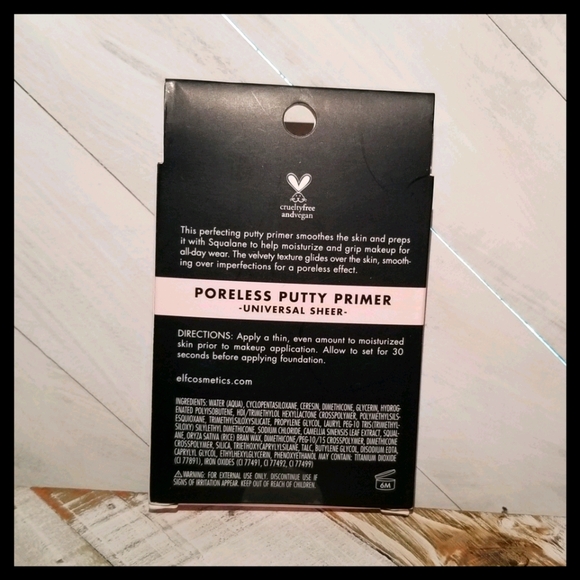 crueltyfree
andvegan
This perfecting putty primer smoothes the skin and preps
it with Squalane to help moisturize and grip makeup for
all-day wear. The velvety texture glides over the skin, smooth-
ing over imperfections for a poreless effect.
PORELESS PUTTY PRIMER
-UNIVERSAL SHEER-
DIRECTIONS: Apply a thin, even amount to moisturized
skin prior to makeup application. Allow to set for 30
seconds before applying foundation.
elfcosmetics.com
INGREDIENTS: WATER (AQUA), CYCLOPENTASILOXANE, CERESIN, DIMETHICONE, GLYCERIN, HYDROG-
ENATED POLYISOBUTENE, HDI/TRIMETHYLOL HEXYLLACTONE CROSSPOLYMER, POLYMETHYLSILS-
ESQUIOXANE, TRIMETHYLSILOXYSILICATE, PROPYLENE GLYCOL, LAURYL PEG-10 TRIS(TRIMETHYL-
SILOXY) SILYLETHYL DIMETHICONE, SODIUM CHLORIDE, CAMELLIA SINENSIS LEAF EXTRACT, SQUAL-
ANE, ORYZA SATIVA (RICE) BRAN WAX, DIMETHICONE/PEG-10/15 CROSSPOLYMER, DIMETHICONE
CROSSPOLYMER, SILICA, TRIETHOXYCAPRYLYLSILANE, TALC, BUTYLENE GLYCOL, DISODIUM EDTA,
CAPRYLYL GLYCOL, ETHYLHEXYLGLYCERIN, PHENOXYETHANOL MAY CONTAIN: TITANIUM DIOXIDE
(CI 77891), IRON OXIDES (CI 77491, CI 77492, CI 77499)
WARNING: FOR EXTERNAL USE ONLY. DISCONTINUE USE IF
SIGNS OF IRRITATION APPEAR. KEEP OUT OF REACH OF CHILDREN.
6M